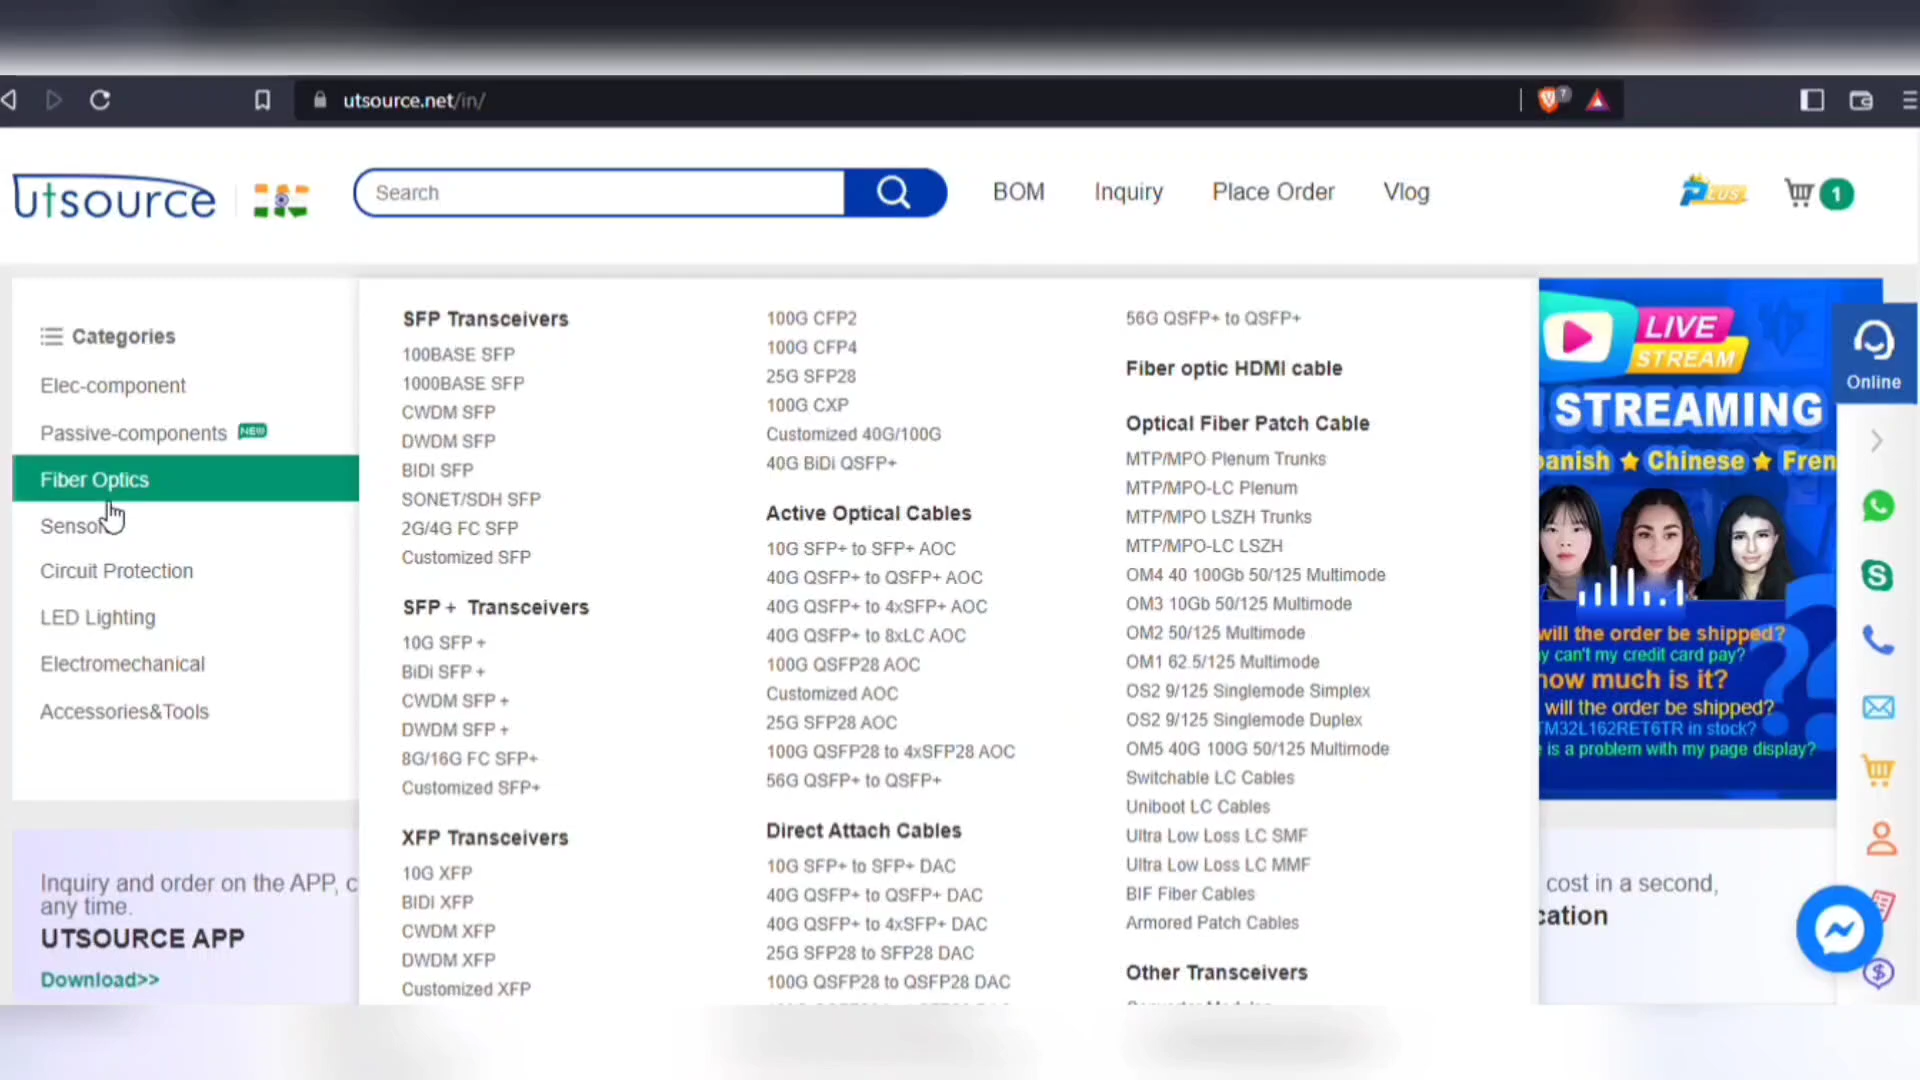 utsource.net/in/
7
utsource
Search
BOM
Inquiry
Place Order
Vlog
PLUS
1
Categories
Elec-component
Passive-components NEW
Fiber Optics
Sensor
Circuit Protection
LED Lighting
Electromechanical
Accessories&Tools
SFP Transceivers
100BASE SFP
1000BASE SFP
CWDM SFP
DWDM SFP
BIDI SFP
SONET/SDH SFP
2G/4G FC SFP
Customized SFP
SFP + Transceivers
10G SFP +
BiDi SFP +
CWDM SFP +
DWDM SFP +
8G/16G FC SFP+
Customized SFP+
XFP Transceivers
10G XFP
BIDI XFP
CWDM XFP
DWDM XFP
Customized XFP
100G CFP2
100G CFP4
25G SFP28
100G CXP
Customized 40G/100G
40G BiDi QSFP+
Active Optical Cables
10G SFP+ to SFP+ AOC
40G QSFP+ to QSFP+ AOC
40G QSFP+ to 4xSFP+ AOC
40G QSFP+ to 8xLC AOC
100G QSFP28 AOC
Customized AOC
25G SFP28 AOC
100G QSFP28 to 4xSFP28 AOC
56G QSFP+ to QSFP+
Direct Attach Cables
10G SFP+ to SFP+ DAC
40G QSFP+ to QSFP+ DAC
40G QSFP+ to 4xSFP+ DAC
25G SFP28 to SFP28 DAC
100G QSFP28 to QSFP28 DAC
56G QSFP+ to QSFP+
Fiber optic HDMI cable
Optical Fiber Patch Cable
MTP/MPO Plenum Trunks
MTP/MPO-LC Plenum
MTP/MPO LSZH Trunks
MTP/MPO-LC LSZH
OM4 40 100Gb 50/125 Multimode
OM3 10Gb 50/125 Multimode
OM2 50/125 Multimode
OM1 62.5/125 Multimode
OS2 9/125 Singlemode Simplex
OS2 9/125 Singlemode Duplex
OM5 40G 100G 50/125 Multimode
Switchable LC Cables
Uniboot LC Cables
Ultra Low Loss LC SMF
Ultra Low Loss LC MMF
BIF Fiber Cables
Armored Patch Cables
Other Transceivers
LIVE
STREAM
STREAMING
panish ★ Chinese ★ Fren
will the order be shipped?
y can't my credit card pay?
how much is it?
will the order be shipped?
TM32L162RET6TR in stock?
e is a problem with my page display?
Online
Inquiry and order on the APP, c
any time.
UTSOURCE APP
Download>>
cost in a second,
cation